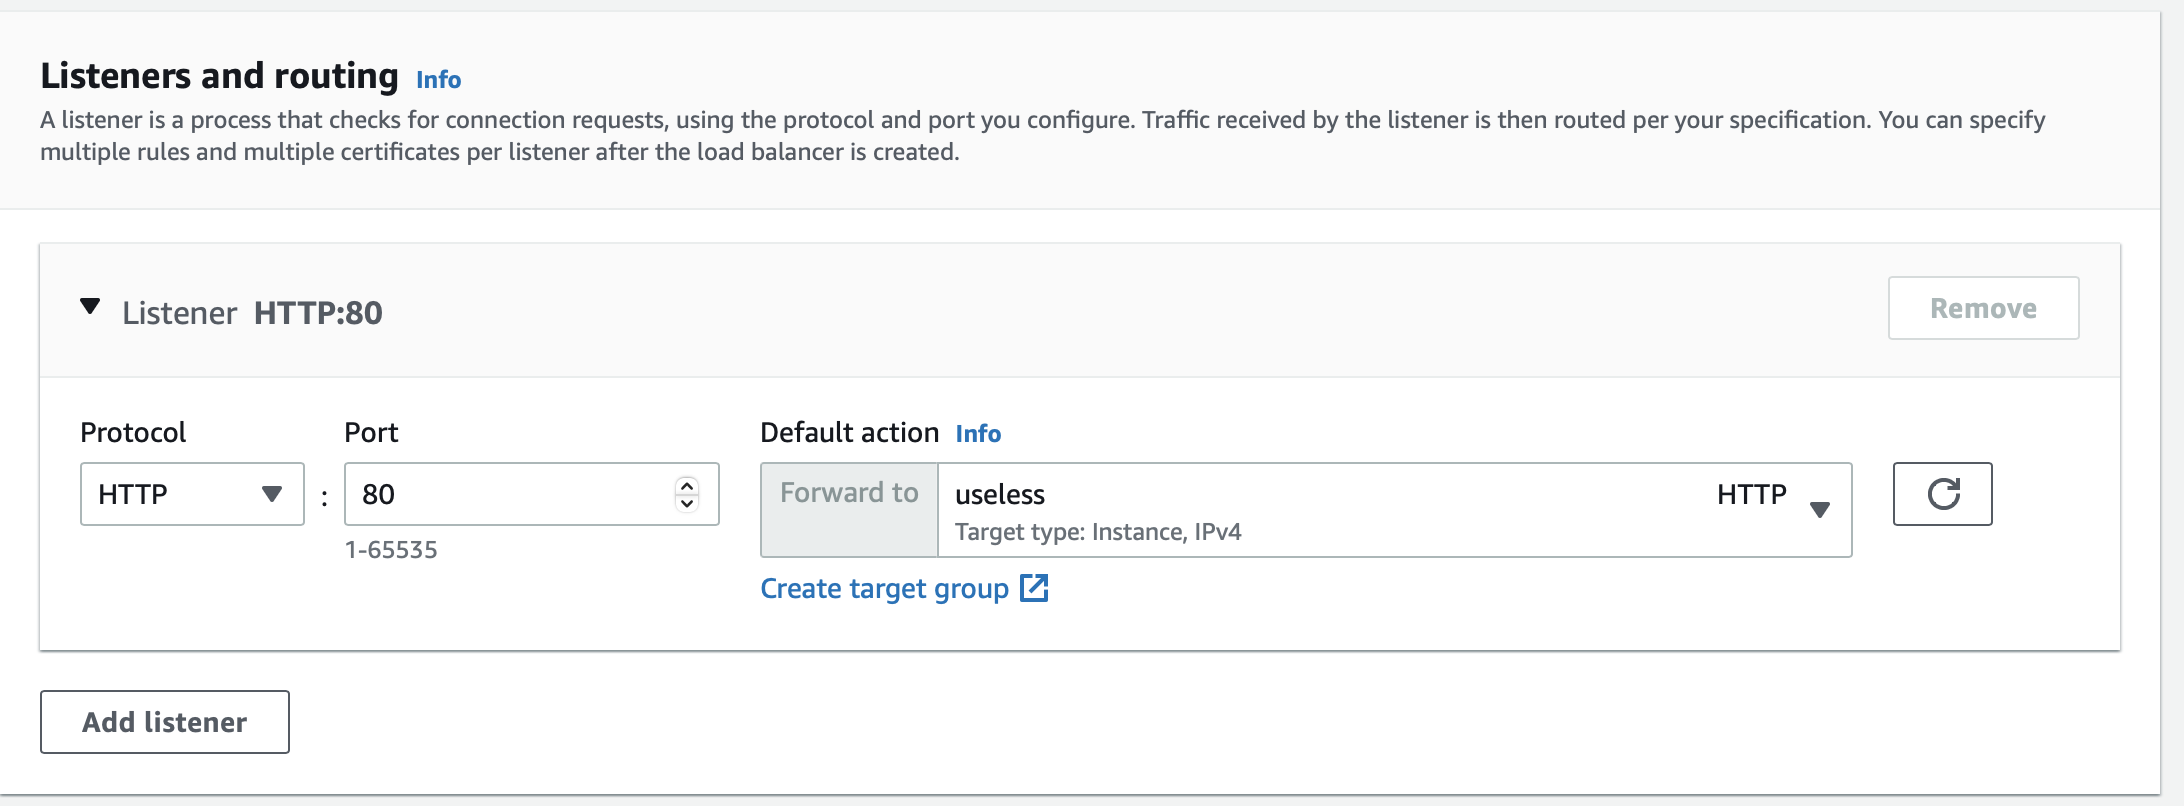 Listeners and routing Info
A listener is a process that checks for connection requests, using the protocol and port you configure. Traffic received by the listener is then routed per your specification. You can specify
multiple rules and multiple certificates per listener after the load balancer is created.
Listener HTTP:80
Remove
Protocol
Port
Default action Info
HTTP
:
80
Forward to
useless
HTTP
Target type: Instance, IPv4
1-65535
Create target group
Add listener